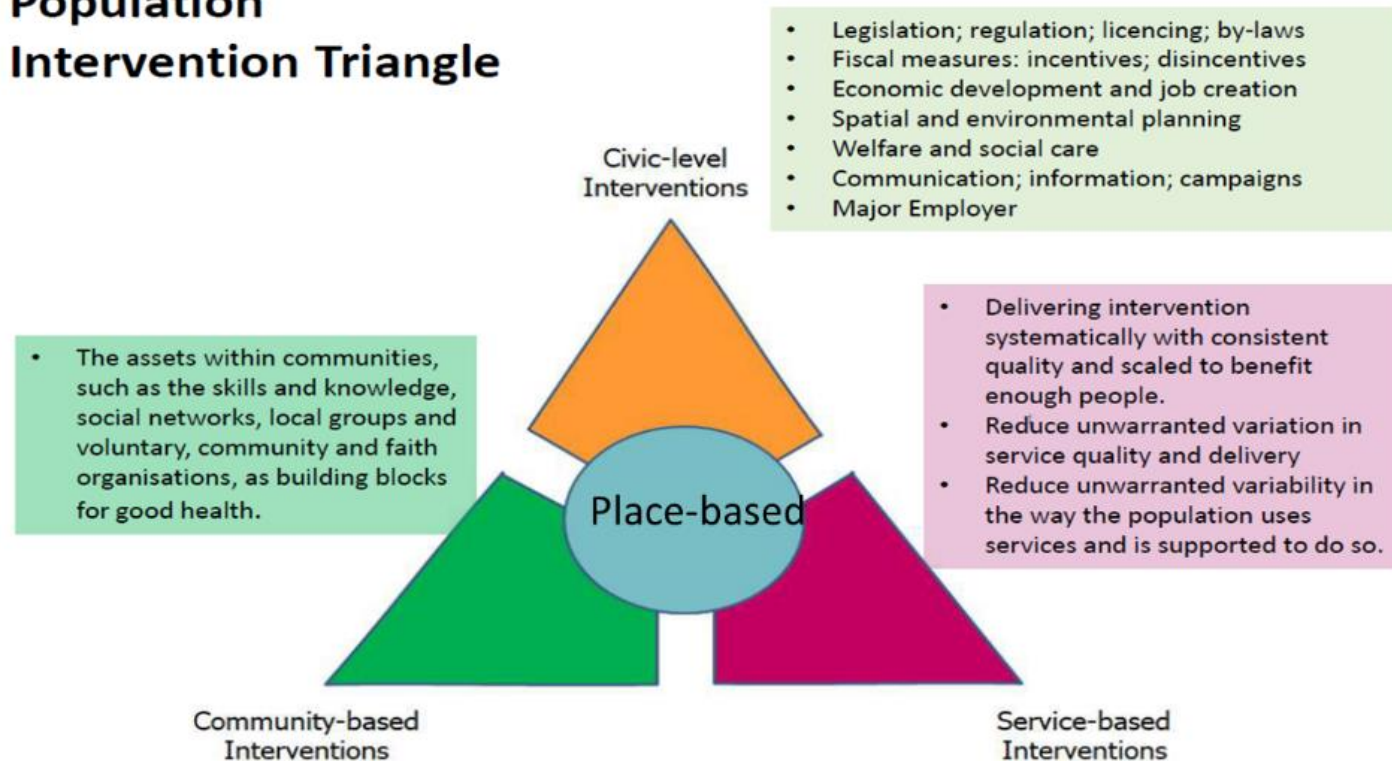 Population
Intervention Triangle
• Legislation; regulation; licencing; by-laws
• Fiscal measures: incentives; disincentives
• Economic development and job creation
• Spatial and environmental planning
• Welfare and social care
• Communication; information; campaigns
• Major Employer
Civic-level
Interventions
• The assets within communities,
such as the skills and knowledge,
social networks, local groups and
voluntary, community and faith
organisations, as building blocks
for good health.
• Delivering intervention
systematically with consistent
quality and scaled to benefit
enough people.
• Reduce unwarranted variation in
service quality and delivery
• Reduce unwarranted variability in
the way the population uses
services and is supported to do so.
Place-based
Community-based
Interventions
Service-based
Interventions